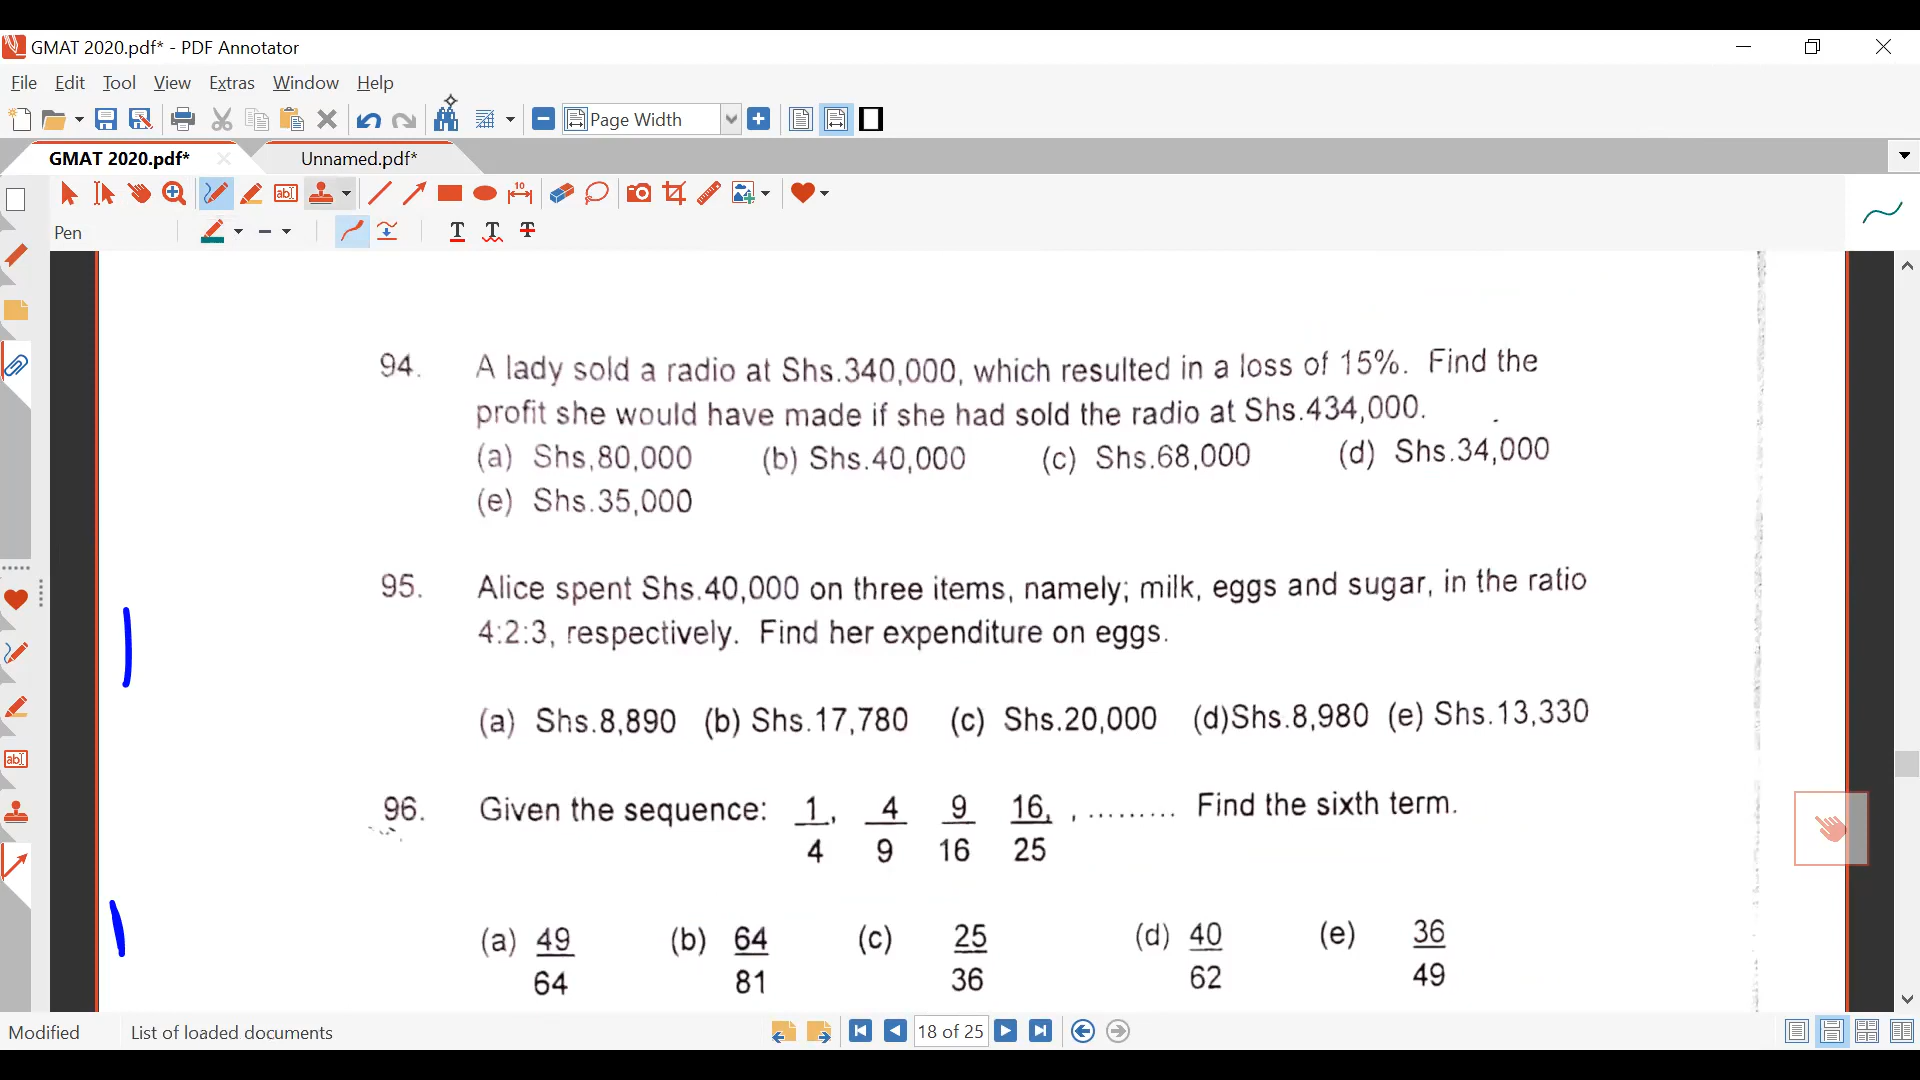 GMAT 2020.pdf* - PDF Annotator
File Edit Tool View Extras Window Help
Page Width
GMAT 2020.pdf* Unnamed.pdf*
Pen
94. A lady sold a radio at Shs.340,000, which resulted in a loss of 15%. Find the
profit she would have made if she had sold the radio at Shs.434,000.
(a) Shs,80,000 (b) Shs.40,000 (c) Shs.68,000 (d) Shs.34,000
(e) Shs.35,000
95. Alice spent Shs.40,000 on three items, namely; milk, eggs and sugar, in the ratio
4:2:3, respectively. Find her expenditure on eggs.
(a) Shs.8,890 (b) Shs.17,780 (c) Shs.20,000 (d)Shs.8,980 (e) Shs.13,330
96. Given the sequence: 1, 4 9 16, , ......... Find the sixth term.
4 9 16 25
(a) 49 (b) 64 (c) 25 (d) 40 (e) 36
64 81 36 62 49
Modified List of loaded documents 18 of 25